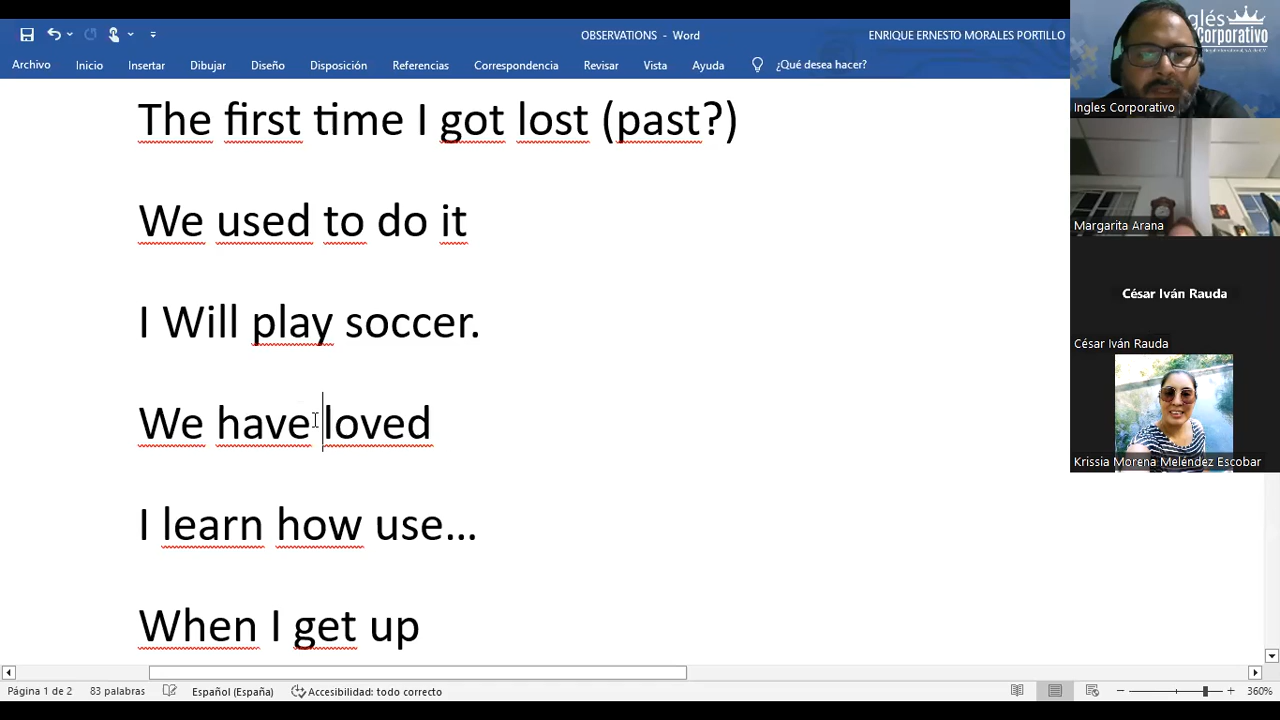 OBSERVATIONS - Word
ENRIQUE ERNESTO MORALES PORTILLO
Archivo Inicio Insertar Dibujar Diseño Disposición Referencias Correspondencia Revisar Vista Ayuda ¿Qué desea hacer?
The first time I got lost (past?)
We used to do it
I Will play soccer.
We have loved
I learn how use...
When I get up
Página 1 de 2 83 palabras Español (España) Accesibilidad: todo correcto 360%
Inglés
Corporativo
Ingles Corporativo
Margarita Arana
César Iván Rauda
César Iván Rauda
Krissia Morena Meléndez Escobar